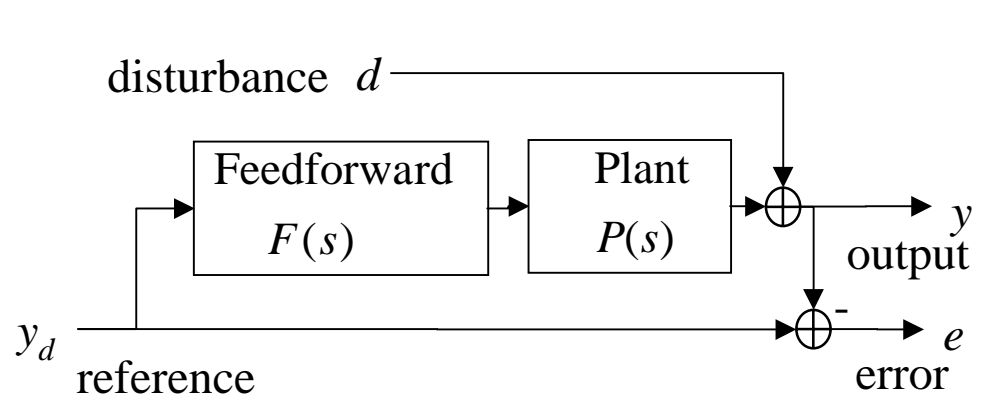 disturbance d
Feedforward
F(s)
Plant
P(s)
y
output
-
y_d
reference
e
error